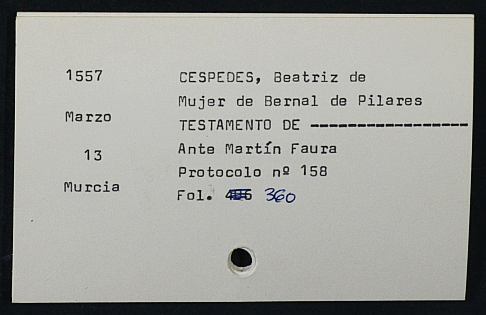 1557 CESPEDES, Beatriz de
Mujer de Bernal de Pilares
Marzo TESTAMENTO DE -----------------
13 Ante Martín Faura
Protocolo nº 158
Murcia Fol. 360